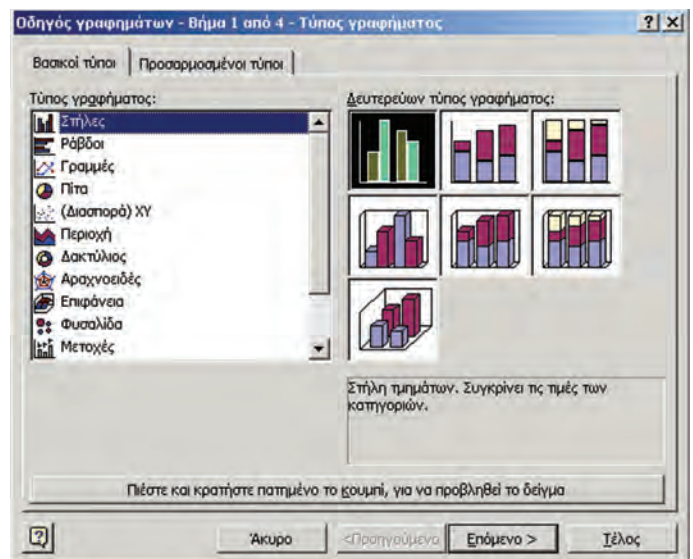 Οδηγός γραφημάτων - Βήμα 1 από 4 - Τύπος γραφήματος
Βασικοί τύποι
Προσαρμοσμένοι τύποι
Τύπος γραφήματος:
Στήλες
Ράβδοι
Γραμμές
Πίτα
(Διασπορά) XY
Περιοχή
Δακτύλιος
Αραχνοειδές
Επιφάνεια
Φυσαλίδα
Μετοχές
Δευτερεύων τύπος γραφήματος:
Στήλη τμημάτων. Συγκρίνει τις τιμές των
κατηγοριών.
Πιέστε και κρατήστε πατημένο το κουμπί, για να προβληθεί το δείγμα
Άκυρο
<Προηγούμενο
Επόμενο >
Τέλος